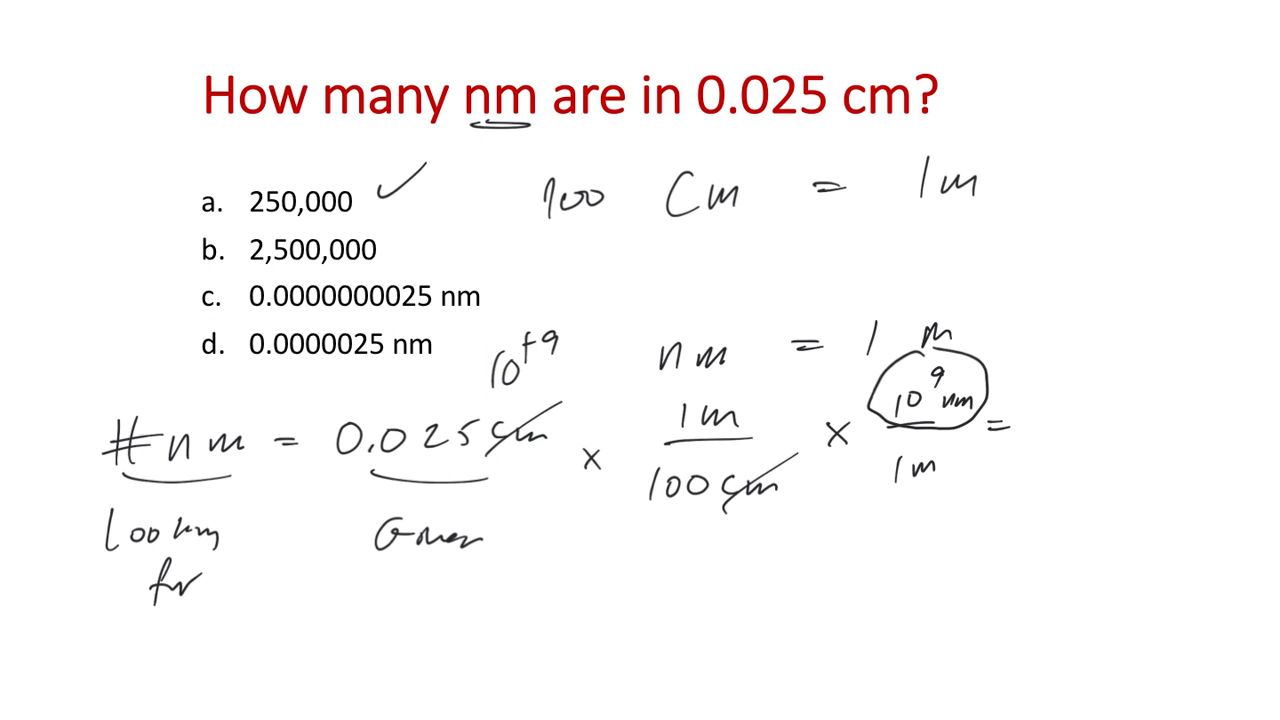 How many nm are in 0.025 cm?
a. 250,000 ✓
100 cm = 1m
b. 2,500,000
c. 0.0000000025 nm
d. 0.0000025 nm
10⁺⁹ nm = 1 m
#nm = 0.025 cm × 1m / 100 cm × 10⁹ nm / 1m =
Looking Given
for